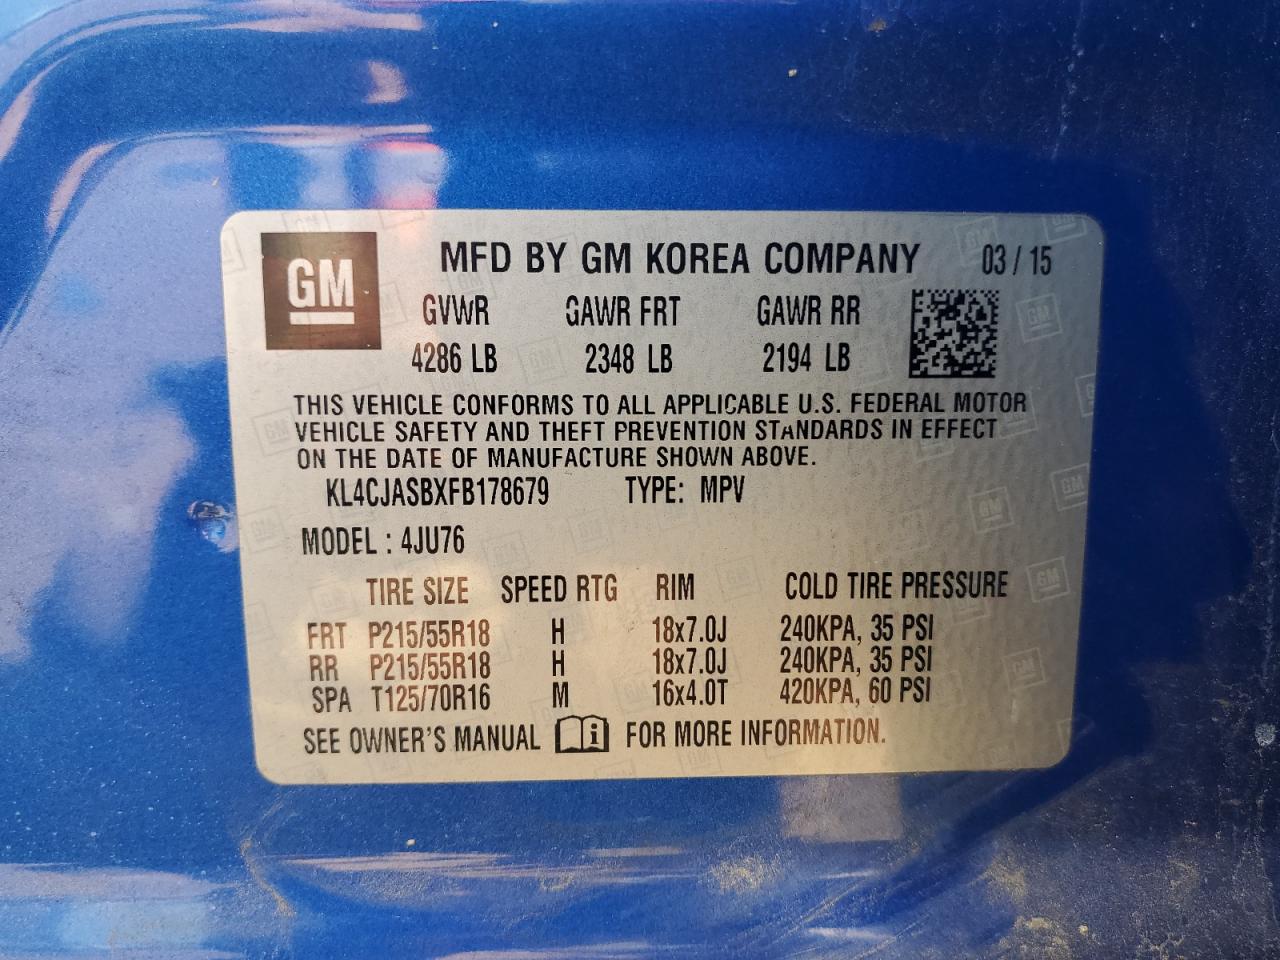 GM
MFD BY GM KOREA COMPANY 03 / 15
GVWR GAWR FRT GAWR RR
4286 LB 2348 LB 2194 LB
THIS VEHICLE CONFORMS TO ALL APPLICABLE U.S. FEDERAL MOTOR
VEHICLE SAFETY AND THEFT PREVENTION STANDARDS IN EFFECT
ON THE DATE OF MANUFACTURE SHOWN ABOVE.
KL4CJASBXFB178679 TYPE: MPV
MODEL : 4JU76
TIRE SIZE SPEED RTG RIM COLD TIRE PRESSURE
FRT P215/55R18 H 18x7.0J 240KPA, 35 PSI
RR P215/55R18 H 18x7.0J 240KPA, 35 PSI
SPA T125/70R16 M 16x4.0T 420KPA, 60 PSI
SEE OWNER'S MANUAL i FOR MORE INFORMATION.